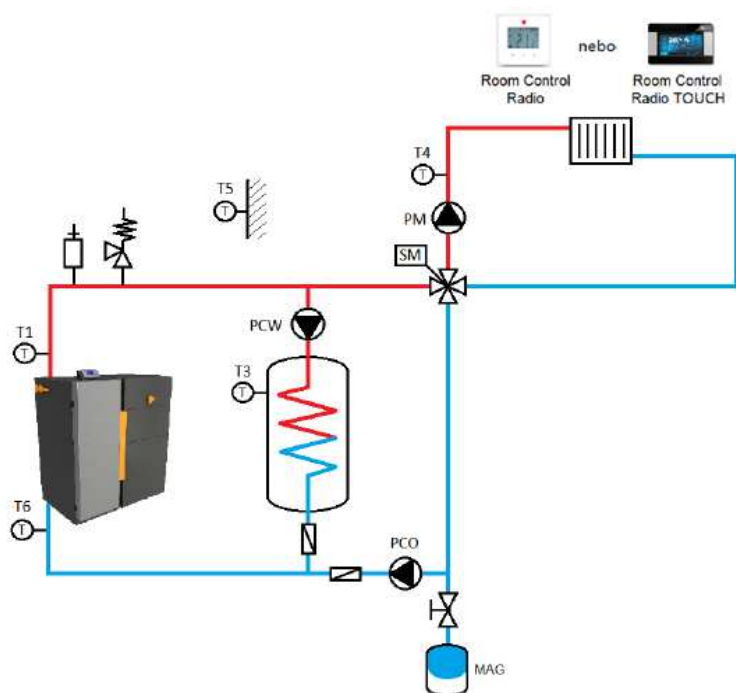 nebo
Room Control
Radio
Room Control
Radio TOUCH
T4
T
T5
T
PM
SM
T1
T
PCW
T3
T
T6
T
PCO
MAG